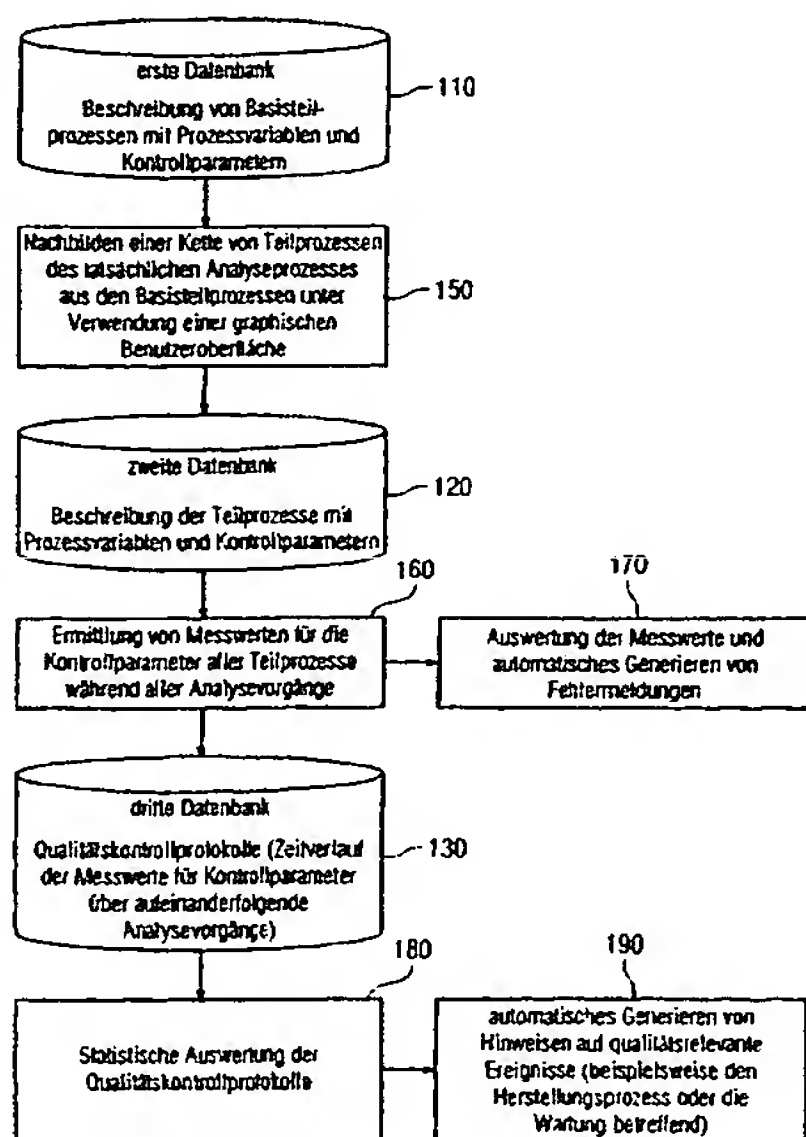 erste Datenbank
Beschreibung von Basisteil-
prozessen mit Prozessvariablen und
Kontrollparametern
110
Nachbilden einer Kette von Teilprozessen
des tatsächlichen Analyseprozesses
aus den Basisteilprozessen unter
Verwendung einer graphischen
Benutzeroberfläche
150
zweite Datenbank
Beschreibung der Teilprozesse mit
Prozessvariablen und Kontrollparametern
120
160
Ermittlung von Messwerten für die
Kontrollparameter aller Teilprozesse
während aller Analysevorgänge
170
Auswertung der Messwerte und
automatisches Generieren von
Fehlermeldungen
dritte Datenbank
Qualitätskontrollprotokolle (Zeitverlauf
der Messwerte für Kontrollparameter
über aufeinanderfolgende
Analysevorgänge)
130
180
Statistische Auswertung der
Qualitätskontrollprotokolle
190
automatisches Generieren von
Hinweisen auf qualitätsrelevante
Ereignisse (beispielsweise den
Herstellungsprozess oder die
Wartung betreffend)